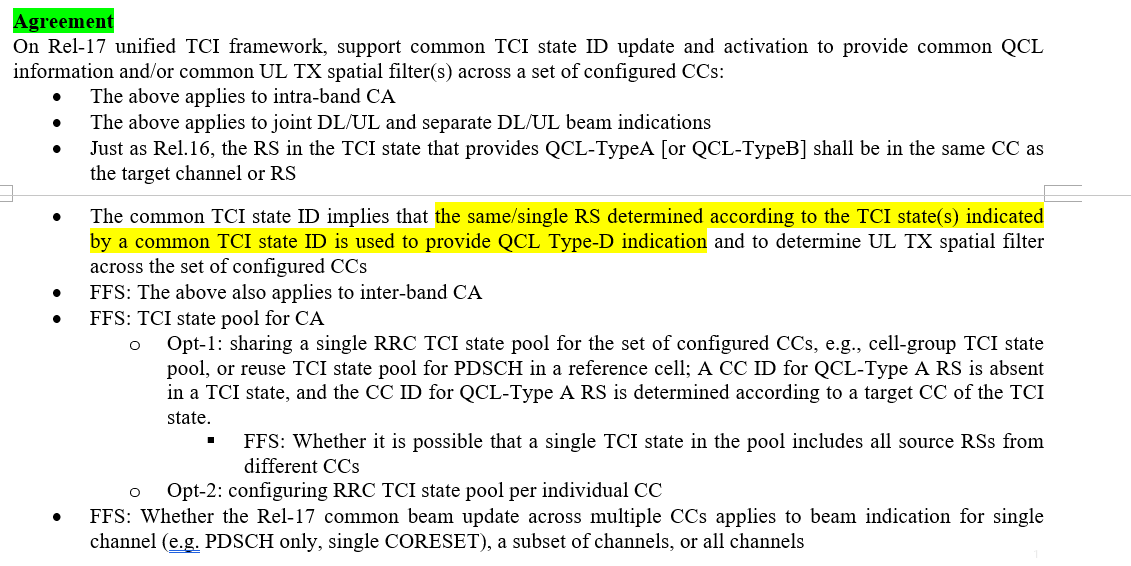 Agreement
On Rel-17 unified TCI framework, support common TCI state ID update and activation to provide common QCL
information and/or common UL TX spatial filter(s) across a set of configured CCs:
• The above applies to intra-band CA
• The above applies to joint DL/UL and separate DL/UL beam indications
• Just as Rel.16, the RS in the TCI state that provides QCL-TypeA [or QCL-TypeB] shall be in the same CC as
the target channel or RS
• The common TCI state ID implies that the same/single RS determined according to the TCI state(s) indicated
by a common TCI state ID is used to provide QCL Type-D indication and to determine UL TX spatial filter
across the set of configured CCs
• FFS: The above also applies to inter-band CA
• FFS: TCI state pool for CA
o Opt-1: sharing a single RRC TCI state pool for the set of configured CCs, e.g., cell-group TCI state
pool, or reuse TCI state pool for PDSCH in a reference cell; A CC ID for QCL-Type A RS is absent
in a TCI state, and the CC ID for QCL-Type A RS is determined according to a target CC of the TCI
state.
▪ FFS: Whether it is possible that a single TCI state in the pool includes all source RSs from
different CCs
o Opt-2: configuring RRC TCI state pool per individual CC
• FFS: Whether the Rel-17 common beam update across multiple CCs applies to beam indication for single
channel (e.g. PDSCH only, single CORESET), a subset of channels, or all channels